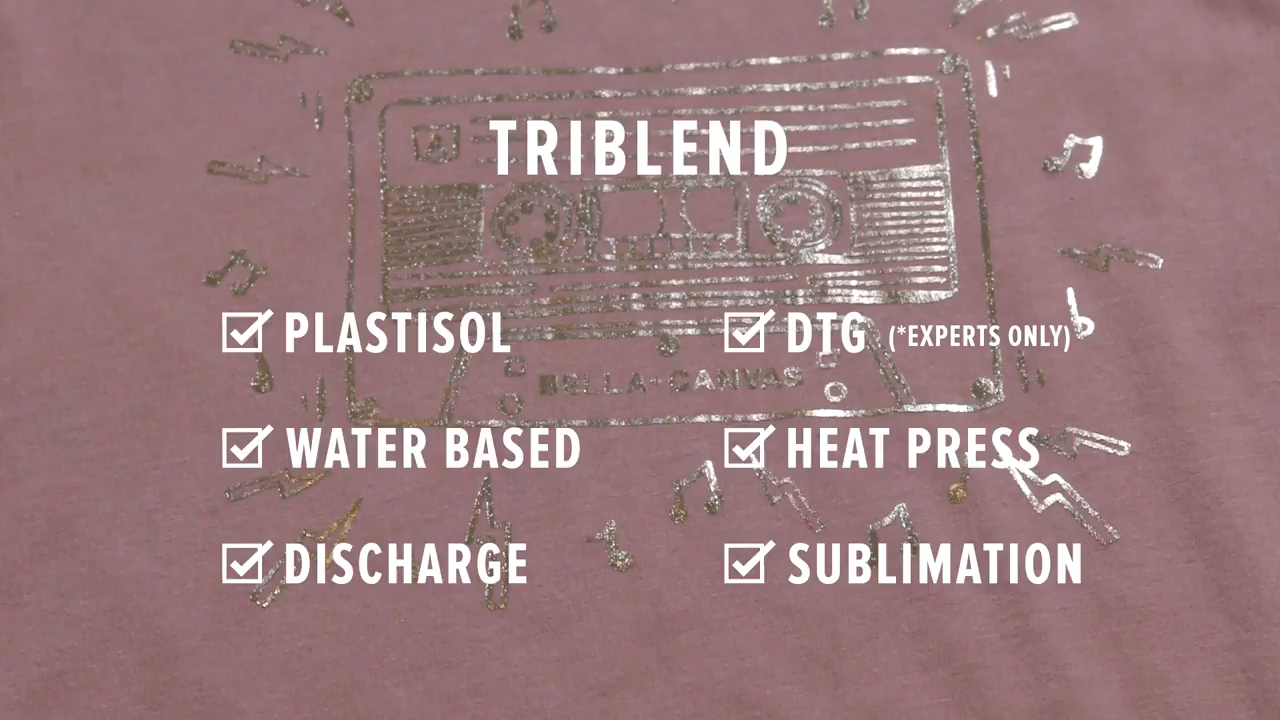 TRIBLEND
PLASTISOL
DTG (*EXPERTS ONLY)
WATER BASED
HEAT PRESS
DISCHARGE
SUBLIMATION
BELLA+CANVAS